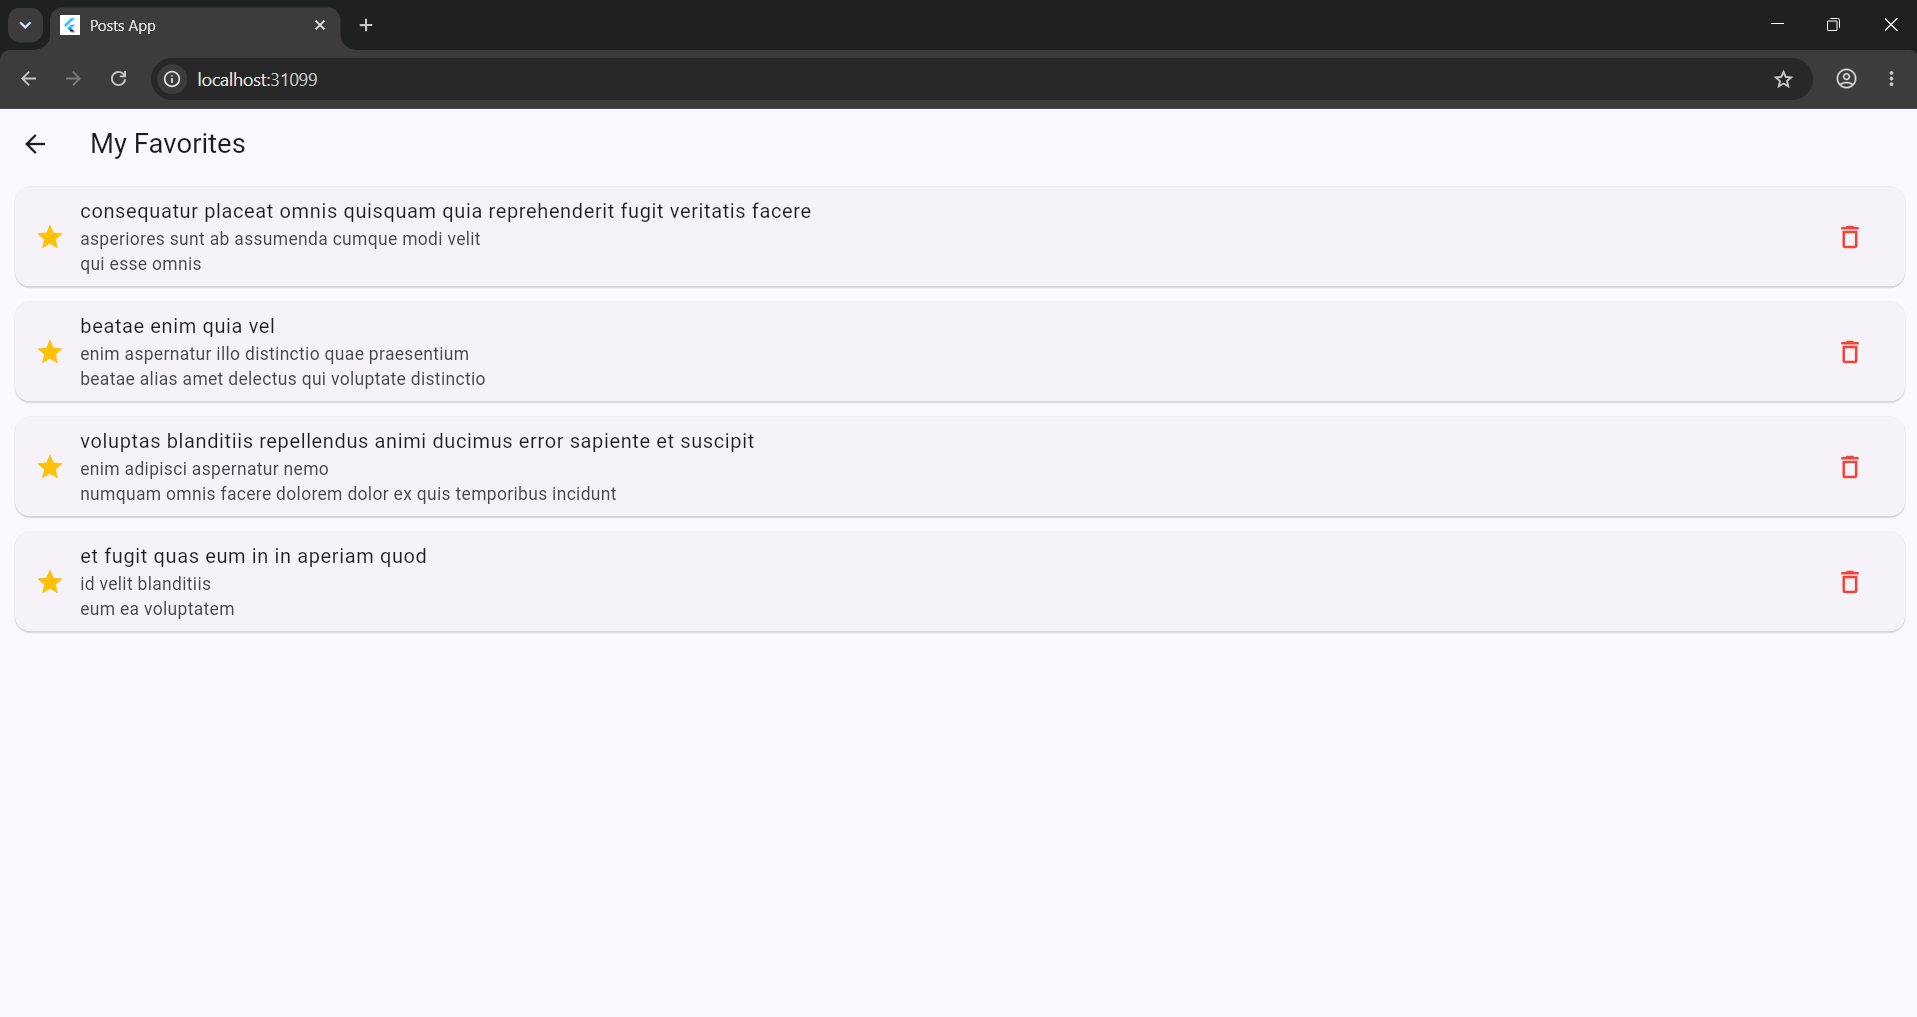 Posts App
localhost:31099
My Favorites
consequatur placeat omnis quisquam quia reprehenderit fugit veritatis facere
asperiores sunt ab assumenda cumque modi velit
qui esse omnis
beatae enim quia vel
enim aspernatur illo distinctio quae praesentium
beatae alias amet delectus qui voluptate distinctio
voluptas blanditiis repellendus animi ducimus error sapiente et suscipit
enim adipisci aspernatur nemo
numquam omnis facere dolorem dolor ex quis temporibus incidunt
et fugit quas eum in in aperiam quod
id velit blanditiis
eum ea voluptatem